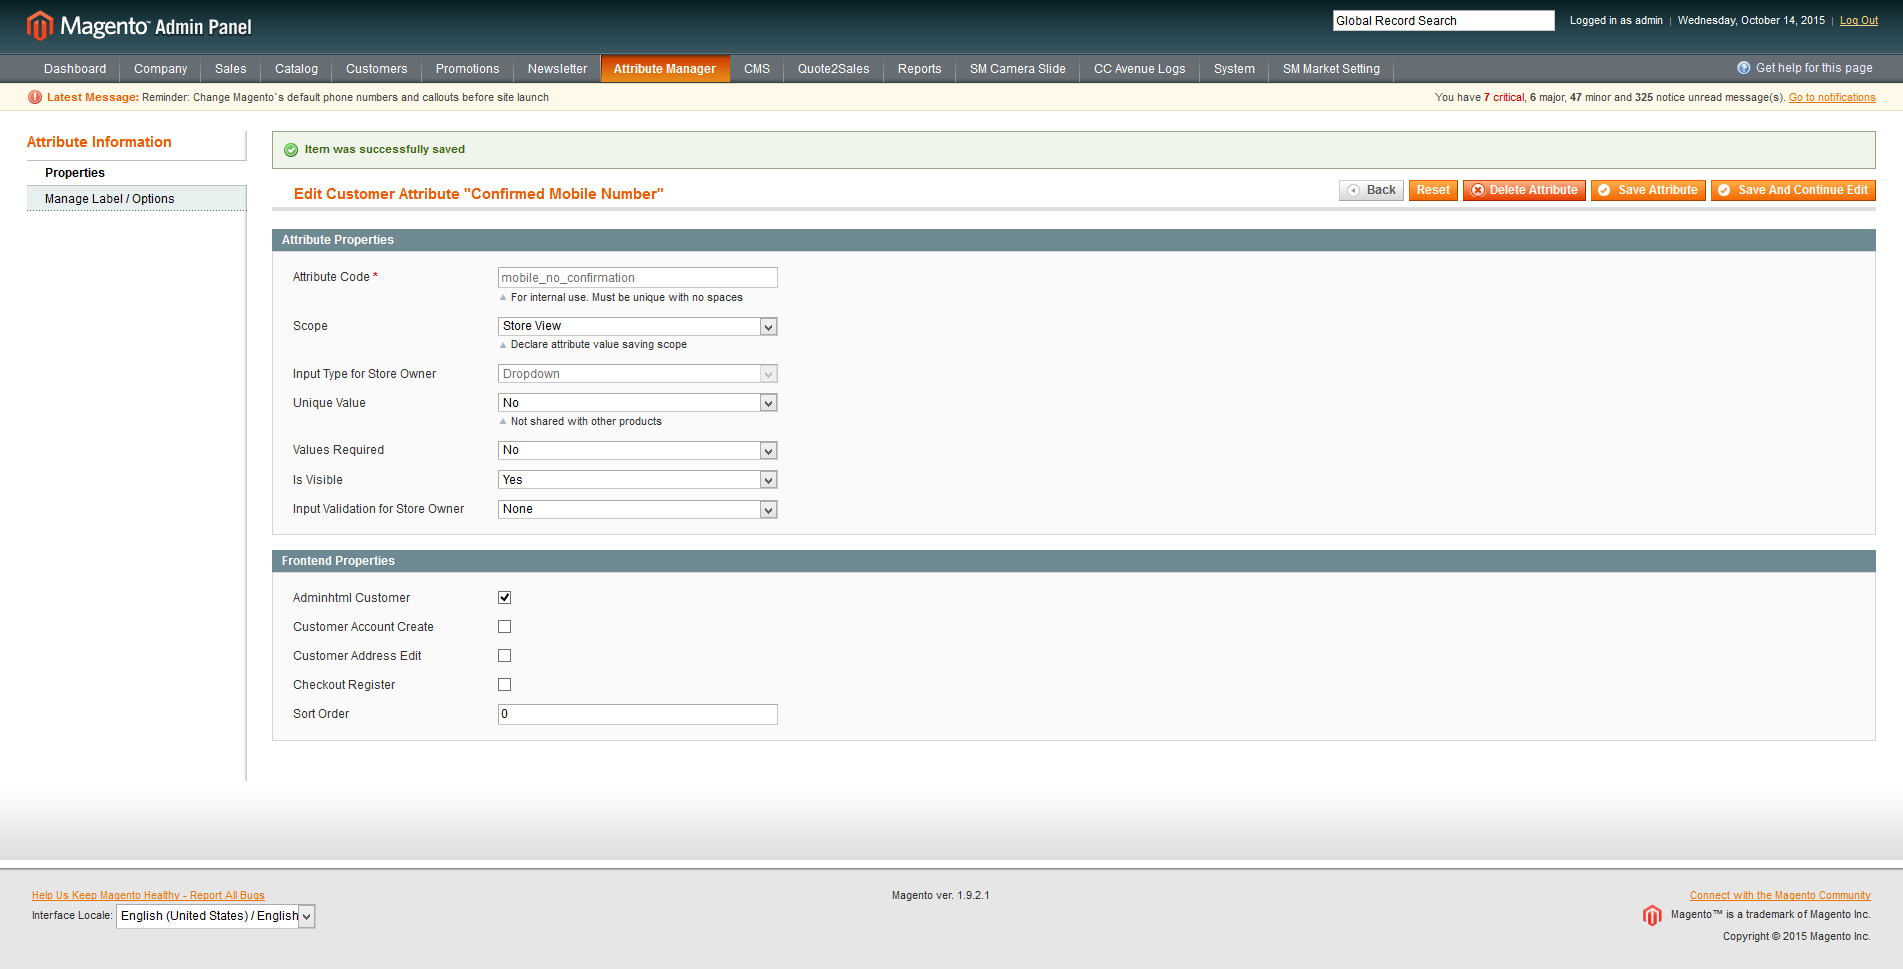 Magento™ Admin Panel
Global Record Search
Logged in as admin | Wednesday, October 14, 2015 | Log Out
Dashboard Company Sales Catalog Customers Promotions Newsletter Attribute Manager CMS Quote2Sales Reports SM Camera Slide CC Avenue Logs System SM Market Setting Get help for this page
Latest Message: Reminder: Change Magento`s default phone numbers and callouts before site launch
You have 7 critical, 6 major, 47 minor and 325 notice unread message(s). Go to notifications
Attribute Information
Properties
Manage Label / Options
Item was successfully saved
Edit Customer Attribute "Confirmed Mobile Number"
Back Reset Delete Attribute Save Attribute Save And Continue Edit
Attribute Properties
Attribute Code * mobile_no_confirmation
For internal use. Must be unique with no spaces
Scope Store View
Declare attribute value saving scope
Input Type for Store Owner Dropdown
Unique Value No
Not shared with other products
Values Required No
Is Visible Yes
Input Validation for Store Owner None
Frontend Properties
Adminhtml Customer
Customer Account Create
Customer Address Edit
Checkout Register
Sort Order 0
Help Us Keep Magento Healthy - Report All Bugs
Interface Locale: English (United States) / English
Magento ver. 1.9.2.1
Connect with the Magento Community
Magento™ is a trademark of Magento Inc.
Copyright © 2015 Magento Inc.